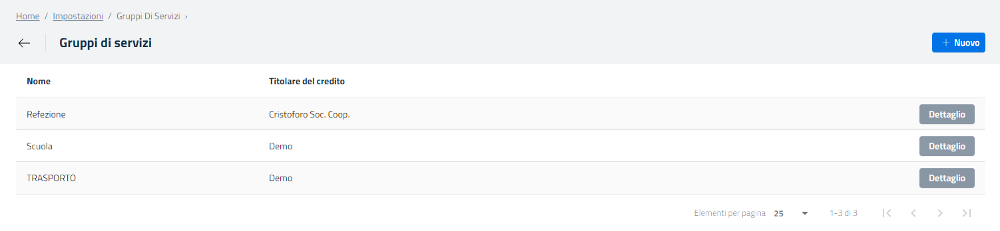 Home / Impostazioni / Gruppi Di Servizi ›
← Gruppi di servizi + Nuovo
Nome Titolare del credito
Refezione Cristoforo Soc. Coop. Dettaglio
Scuola Demo Dettaglio
TRASPORTO Demo Dettaglio
Elementi per pagina 25 1-3 di 3